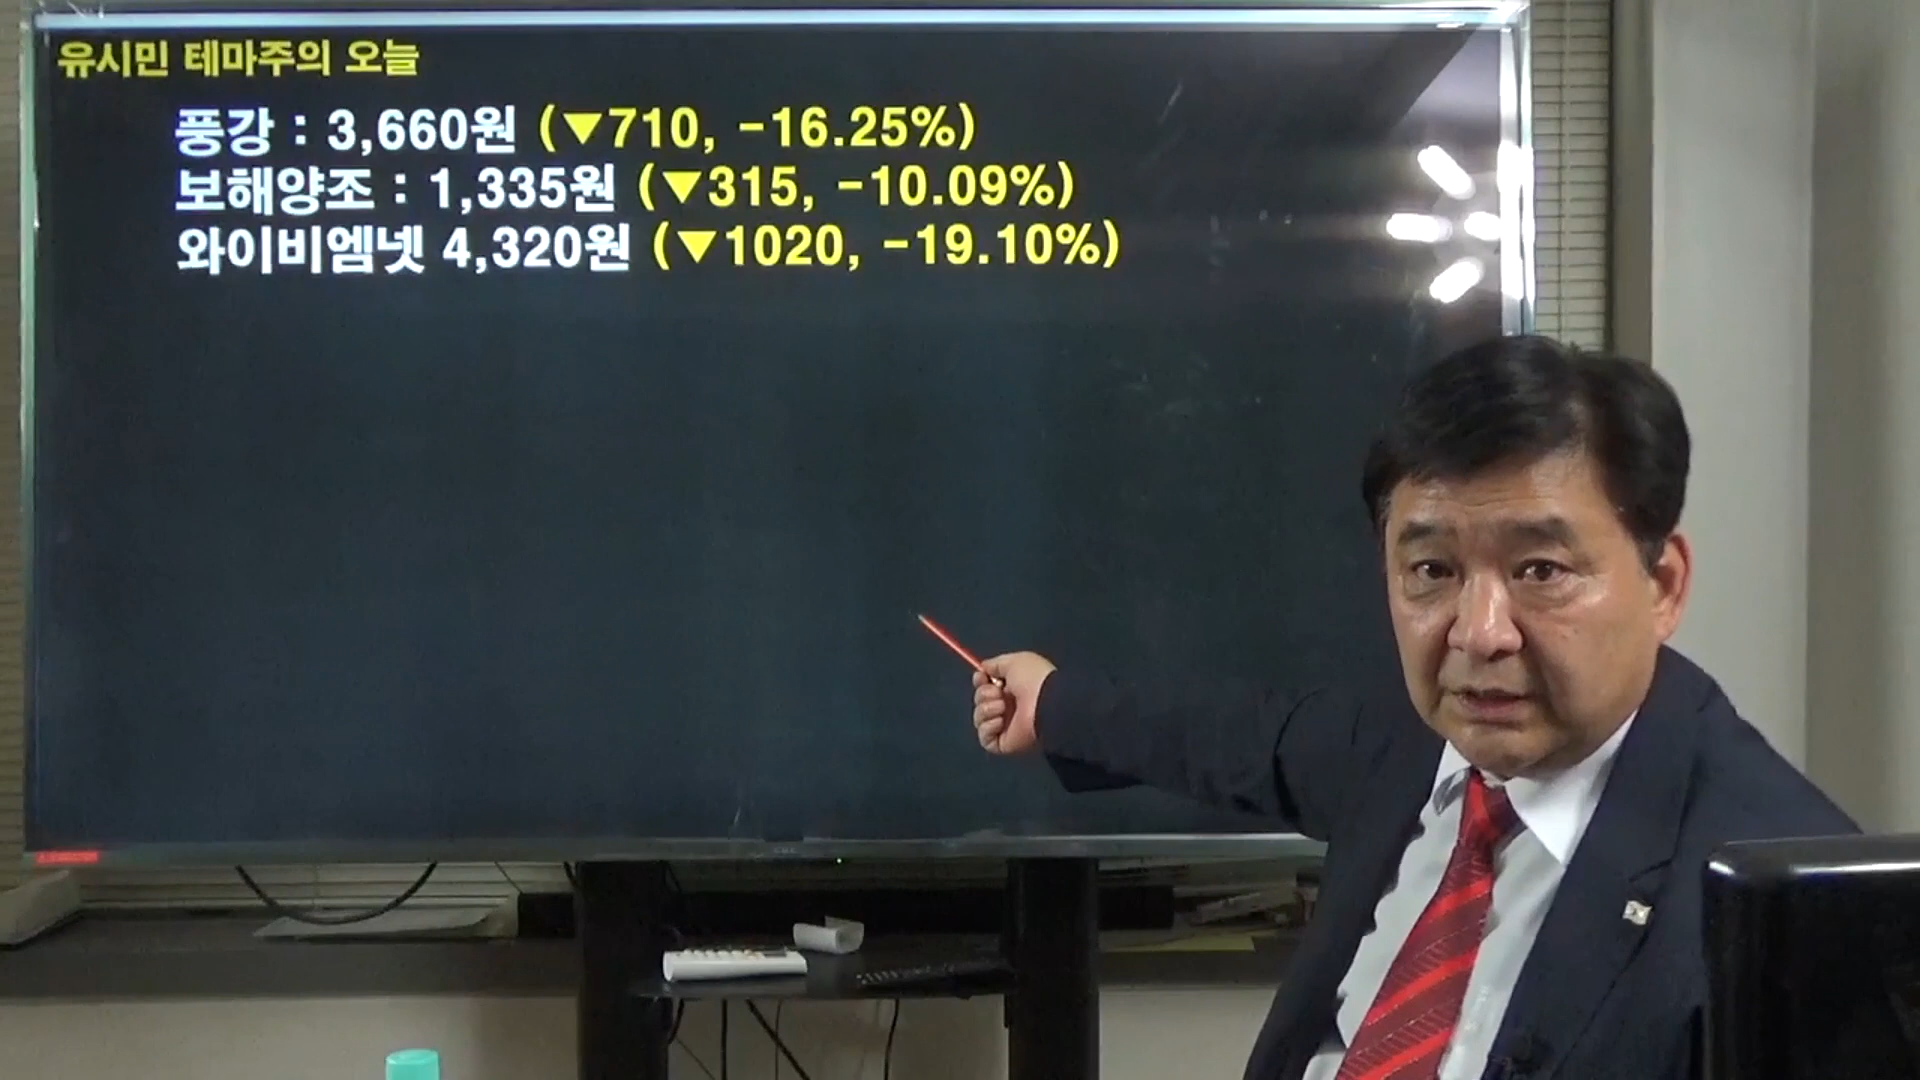 유시민 테마주의 오늘
풍강 : 3,660원 (▼710, -16.25%)
보해양조 : 1,335원 (▼315, -10.09%)
와이비엠넷 4,320원 (▼1020, -19.10%)